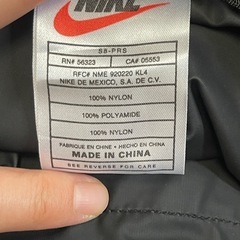 NIKE
S8-PRS
RN# 56323 CA# 05553
RFC# NME 920220 KL4
NIKE DE MEXICO, S.A. DE C.V.
100% NYLON
100% POLYAMIDE
100% NYLON
FABRIQUE EN CHINE • HECHO EN CHINA
MADE IN CHINA
SEE REVERSE FOR CARE